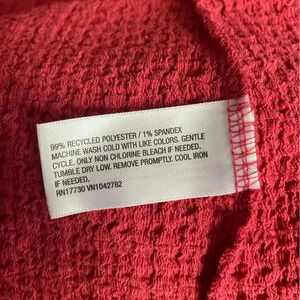 99% RECYCLED POLYESTER / 1% SPANDEX
MACHINE WASH COLD WITH LIKE COLORS. GENTLE
CYCLE. ONLY NON CHLORINE BLEACH IF NEEDED.
TUMBLE DRY LOW. REMOVE PROMPTLY. COOL IRON
IF NEEDED.
RN17730 VN1042782